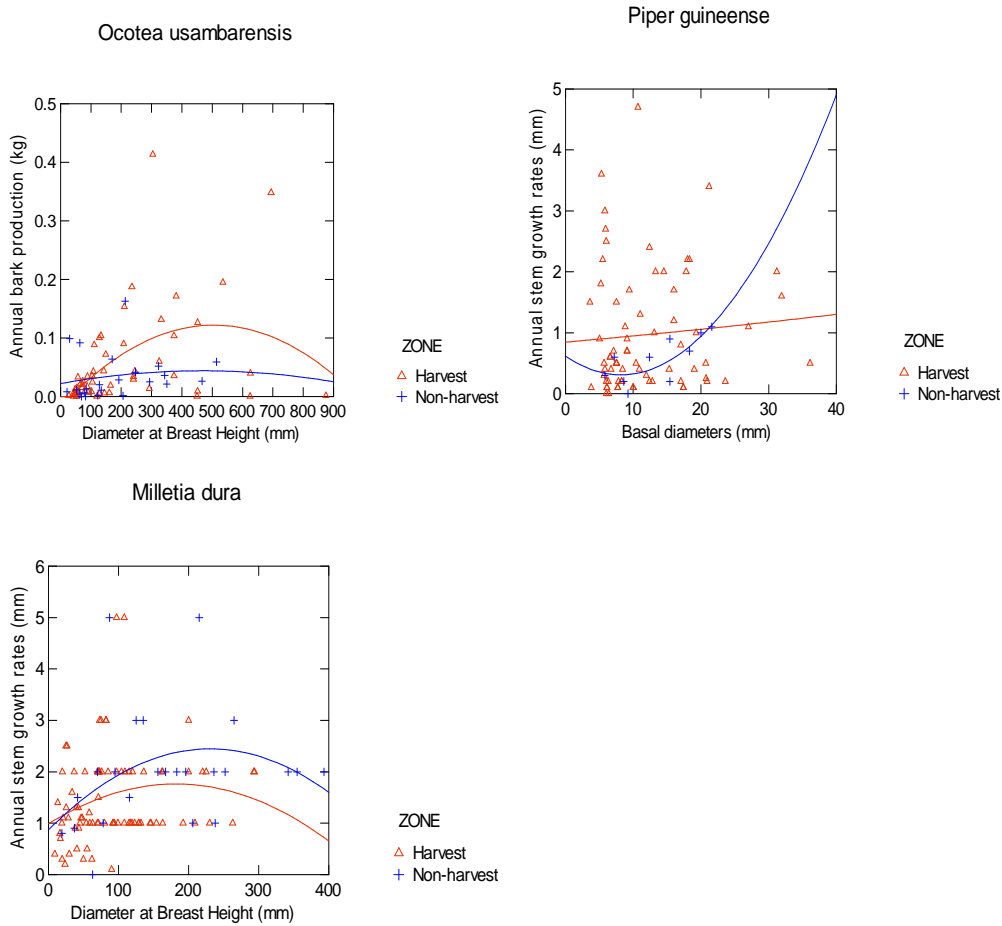 Ocotea usambarensis
0.5
0.4
0.3
0.2
0.1
0.0
Annual bark production (kg)
0 100 200 300 400 500 600 700 800 900
Diameter at Breast Height (mm)
ZONE
Harvest
Non-harvest
Piper guineense
5
4
3
2
1
0
Annual stem growth rates (mm)
0 10 20 30 40
Basal diameters (mm)
ZONE
Harvest
Non-harvest
Milletia dura
6
5
4
3
2
1
0
Annual stem growth rates (mm)
0 100 200 300 400
Diameter at Breast Height (mm)
ZONE
Harvest
Non-harvest